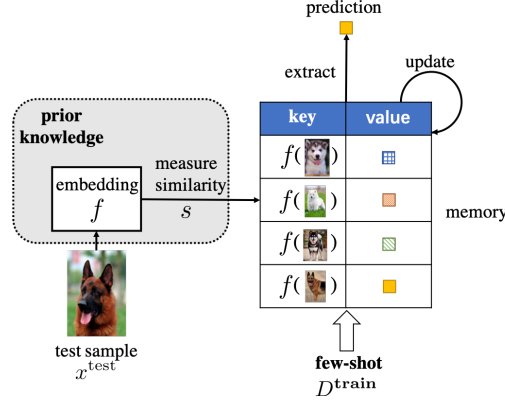 prediction
extract
update
prior
knowledge
embedding
f
measure
similarity
s
key
value
f( )
f( )
f( )
f( )
memory
test sample
x^test
few-shot
D^train